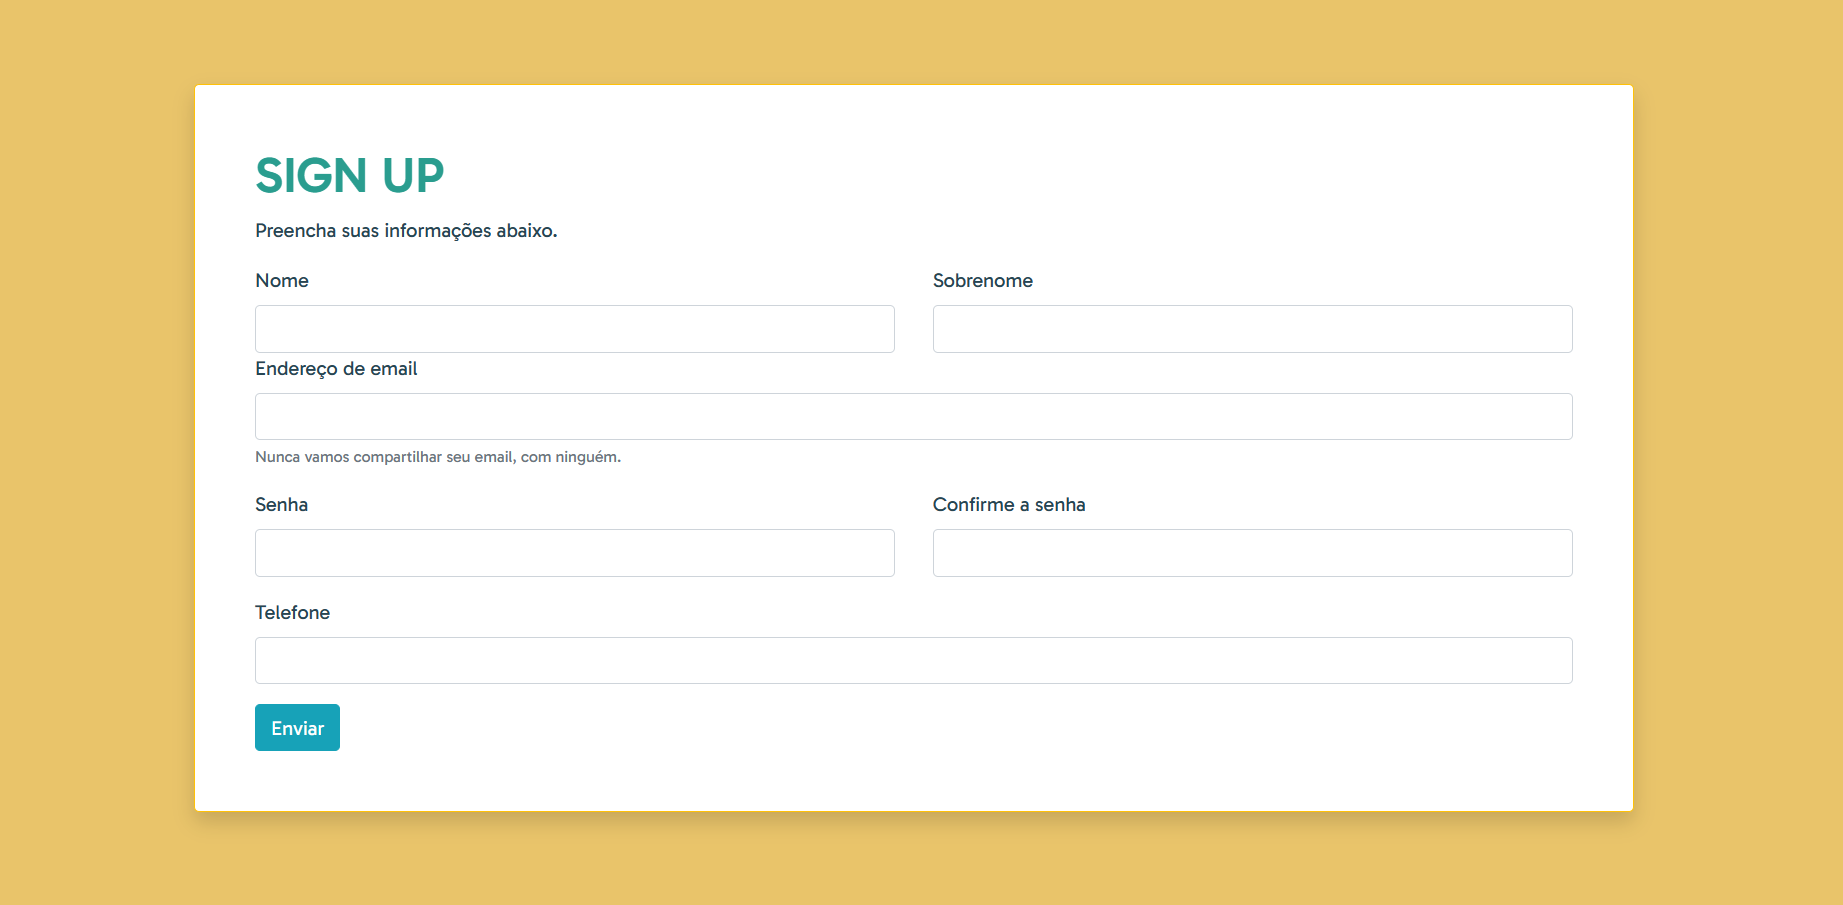 SIGN UP
Preencha suas informações abaixo.
Nome
Sobrenome
Endereço de email
Nunca vamos compartilhar seu email, com ninguém.
Senha
Confirme a senha
Telefone
Enviar